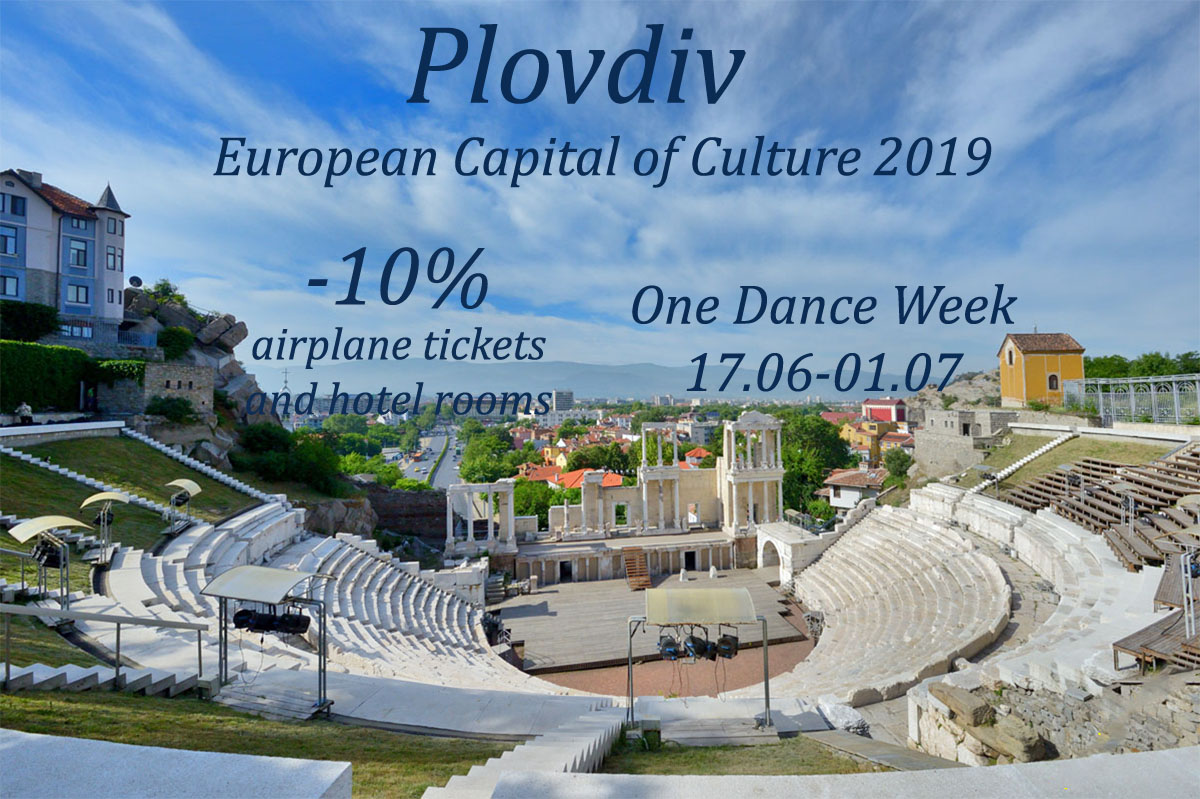 Plovdiv
European Capital of Culture 2019
-10%
airplane tickets
and hotel rooms
One Dance Week
17.06-01.07